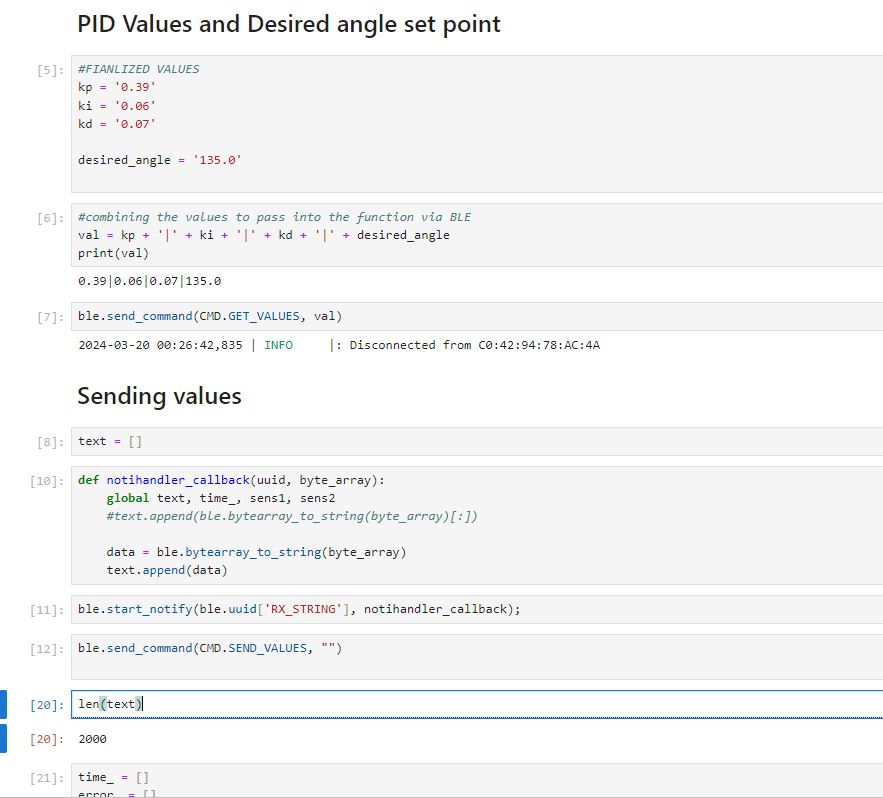 PID Values and Desired angle set point
[5]: #FIANLIZED VALUES
kp = '0.39'
ki = '0.06'
kd = '0.07'
desired_angle = '135.0'
[6]: #combining the values to pass into the function via BLE
val = kp + '|' + ki + '|' + kd + '|' + desired_angle
print(val)
0.39|0.06|0.07|135.0
[7]: ble.send_command(CMD.GET_VALUES, val)
2024-03-20 00:26:42,835 | INFO     |: Disconnected from C0:42:94:78:AC:4A
Sending values
[8]: text = []
[10]: def notihandler_callback(uuid, byte_array):
    global text, time_, sens1, sens2
    #text.append(ble.bytearray_to_string(byte_array)[:])
    data = ble.bytearray_to_string(byte_array)
    text.append(data)
[11]: ble.start_notify(ble.uuid['RX_STRING'], notihandler_callback);
[12]: ble.send_command(CMD.SEND_VALUES, "")
[20]: len(text)
[20]: 2000
[21]: time_ = []
error_ = []